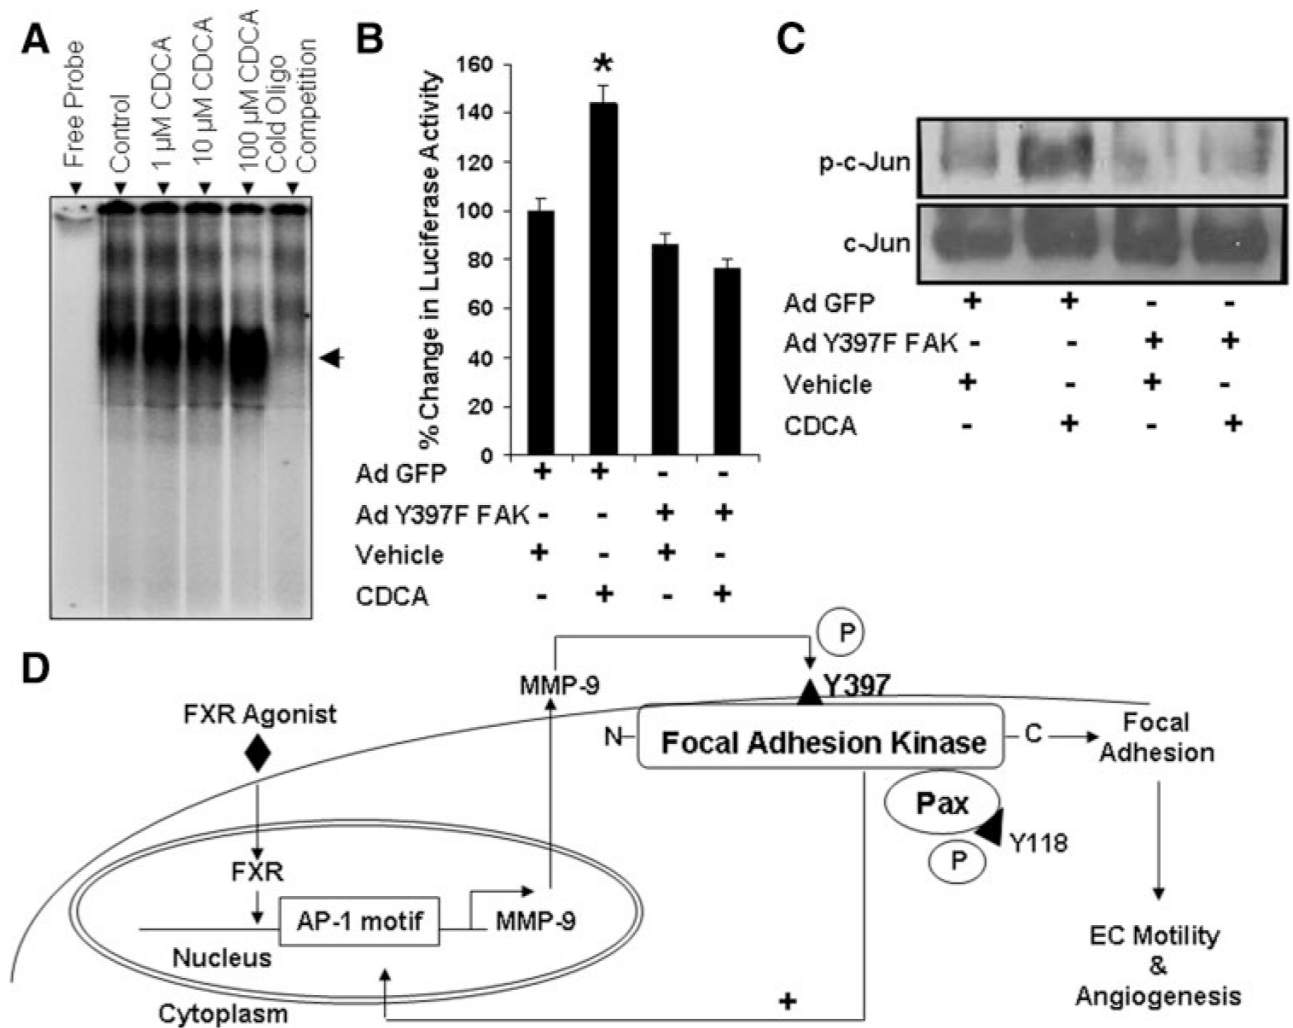 A
Free Probe
Control
1 µM CDCA
10 µM CDCA
100 µM CDCA
Cold Oligo
Competition
B
% Change in Luciferase Activity
160
140
120
100
80
60
40
20
0
*
Ad GFP + + - -
Ad Y397F FAK - - + +
Vehicle + - + -
CDCA - + - +
C
p-c-Jun
c-Jun
Ad GFP + + - -
Ad Y397F FAK - - + +
Vehicle + - + -
CDCA - + - +
D
FXR Agonist
FXR
AP-1 motif
MMP-9
Nucleus
Cytoplasm
MMP-9
P
Y397
N
Focal Adhesion Kinase
C
Focal
Adhesion
Pax
Y118
P
+
EC Motility
&
Angiogenesis